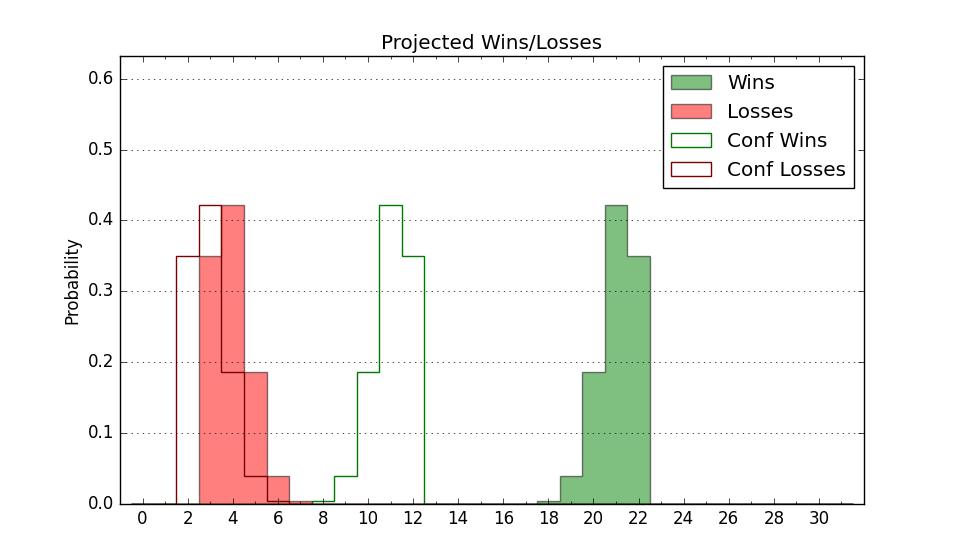 Projected Wins/Losses
Wins
Losses
Conf Wins
Conf Losses
Probability
0.6
0.5
0.4
0.3
0.2
0.1
0.0
0 2 4 6 8 10 12 14 16 18 20 22 24 26 28 30